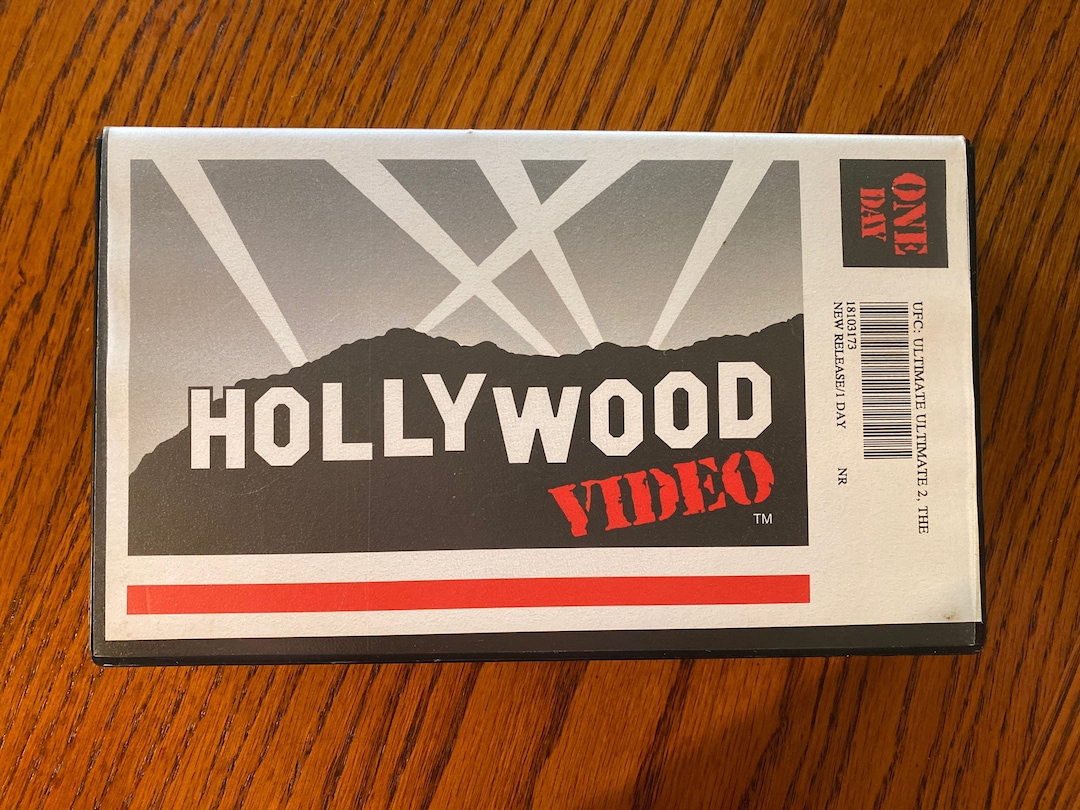 HOLLYWOOD
VIDEO
TM
ONE
DAY
UFC: ULTIMATE ULTIMATE 2, THE
18103173
NEW RELEASE/1 DAY NR